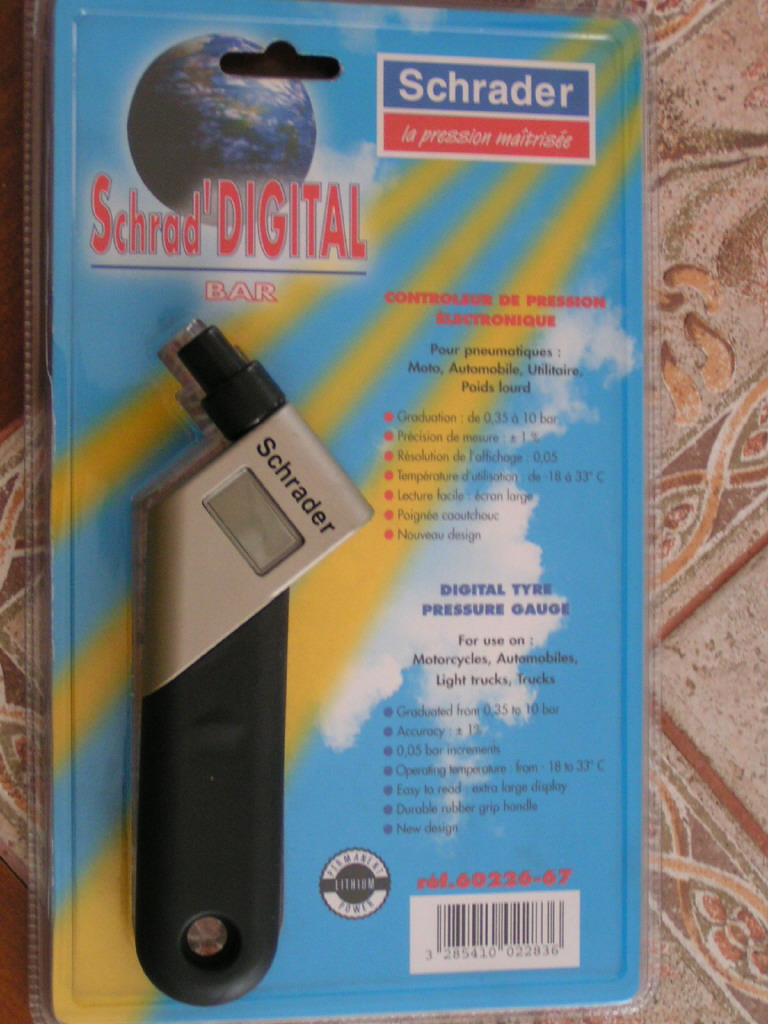 Schrader
la pression maîtrisée
Schrad'DIGITAL
BAR
CONTROLEUR DE PRESSION
ÉLECTRONIQUE
Pour pneumatiques :
Moto, Automobile, Utilitaire,
Poids lourd
Graduation : de 0,35 à 10 bar
Précision de mesure : ± 1 %
Résolution de l'affichage : 0,05
Température d'utilisation : de -18 à 33° C
Lecture facile : écran large
Poignée caoutchouc
Nouveau design
Schrader
DIGITAL TYRE
PRESSURE GAUGE
For use on :
Motorcycles, Automobiles,
Light trucks, Trucks
Graduated from 0,35 to 10 bar
Accuracy : ± 1%
0,05 bar increments
Operating temperature : from - 18 to 33° C
Easy to read : extra large display
Durable rubber grip handle
New design
PERMANENT
LITHIUM
POWER
réf.60226-67
3 285410 022836